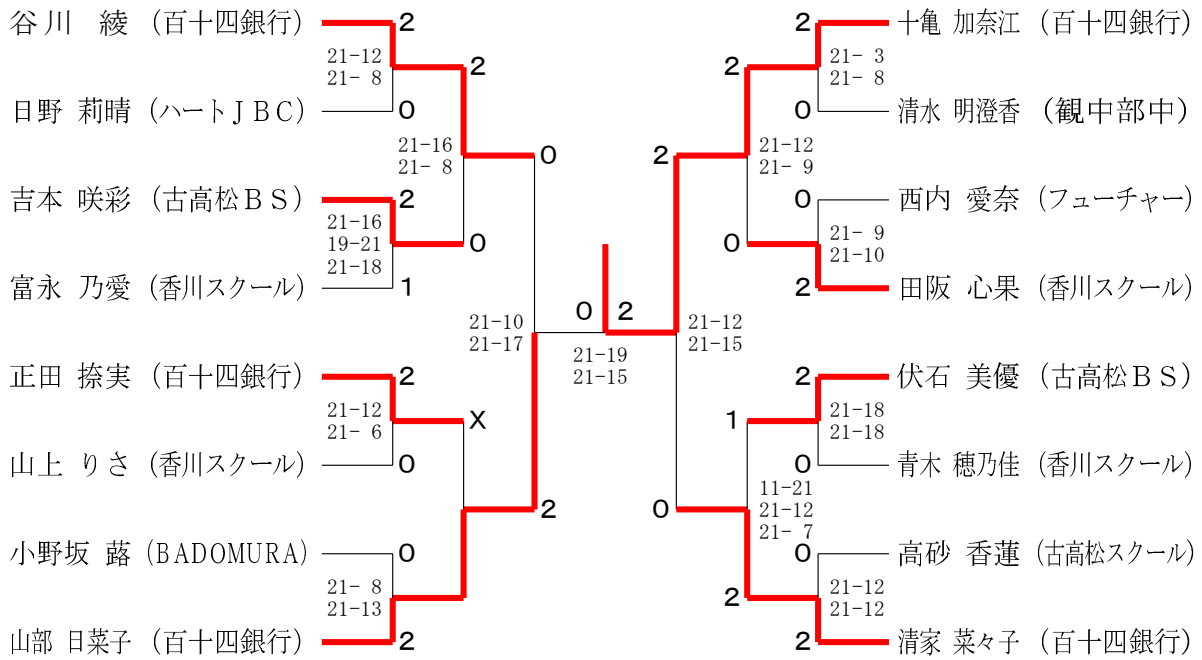 谷川 綾 (百十四銀行)
2
21-12
21- 8
2
日野 莉晴 (ハートJBC)
0
21-16
21- 8
0
吉本 咲彩 (古高松BS)
2
21-16
19-21
21-18
0
富永 乃愛 (香川スクール)
1
21-10
21-17
正田 捺実 (百十四銀行)
2
21-12
21- 6
X
山上 りさ (香川スクール)
0
2
小野坂 蕗 (BADOMURA)
0
21- 8
21-13
山部 日菜子 (百十四銀行)
2
0 2
21-19
21-15
2 十亀 加奈江 (百十四銀行)
2
21- 3
21- 8
0 清水 明澄香 (観中部中)
2
21-12
21- 9
0 西内 愛奈 (フューチャー)
0
21- 9
21-10
2 田阪 心果 (香川スクール)
21-12
21-15
2 伏石 美優 (古高松BS)
1
21-18
21-18
0 青木 穂乃佳 (香川スクール)
0
11-21
21-12
21- 7
0 高砂 香蓮 (古高松スクール)
2
21-12
21-12
2 清家 菜々子 (百十四銀行)